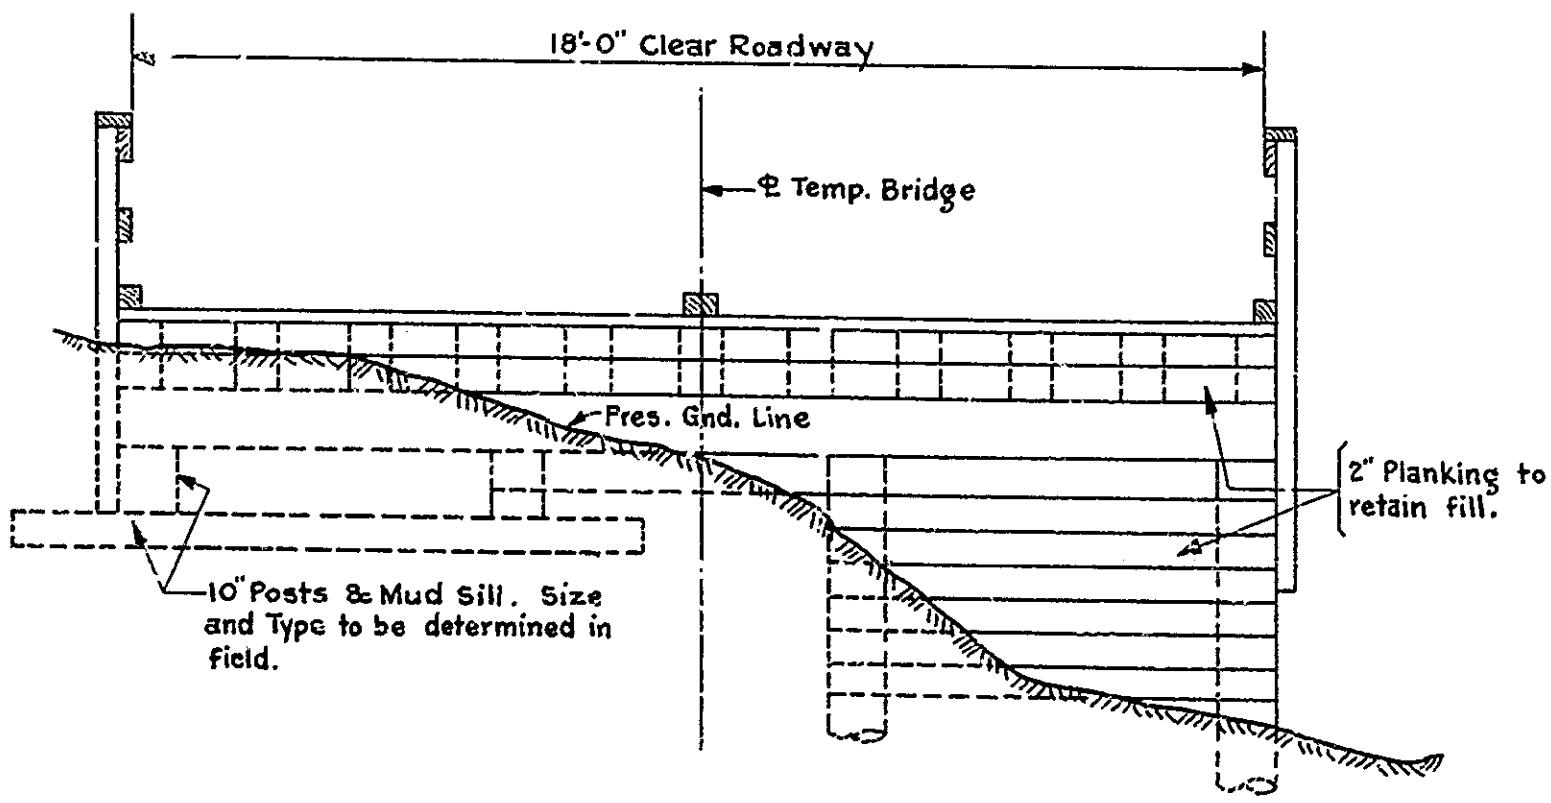 18'-0" Clear Roadway
℄ Temp. Bridge
Pres. Gnd. Line
2" Planking to
retain fill.
10" Posts & Mud Sill. Size
and Type to be determined in
field.